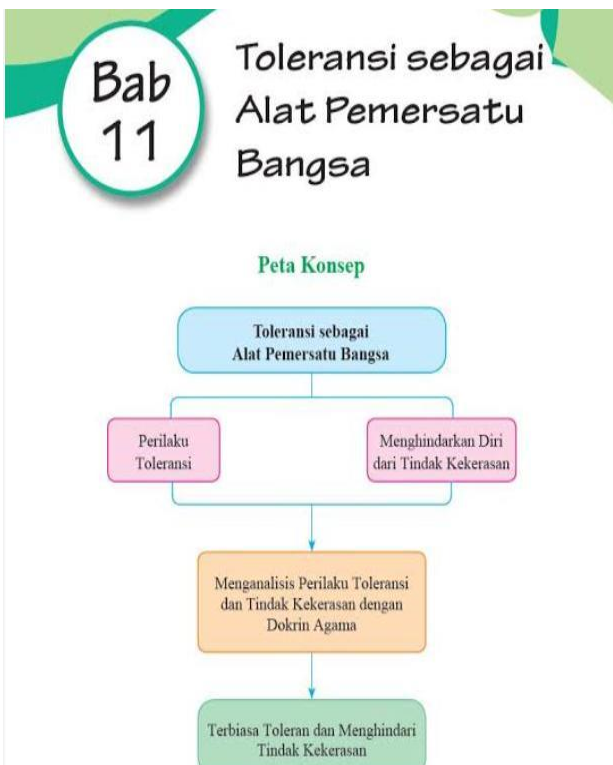 Bab
11
Toleransi sebagai
Alat Pemersatu
Bangsa
Peta Konsep
Toleransi sebagai
Alat Pemersatu Bangsa
Perilaku
Toleransi
Menghindarkan Diri
dari Tindak Kekerasan
Menganalisis Perilaku Toleransi
dan Tindak Kekerasan dengan
Dokrin Agama
Terbiasa Toleran dan Menghindari
Tindak Kekerasan